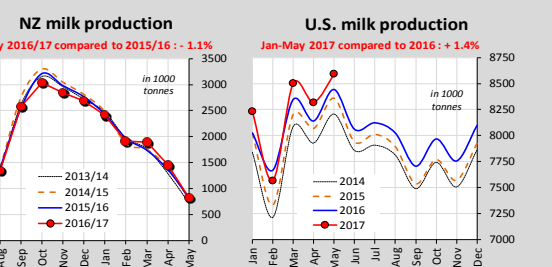 NZ milk production
2016/17 compared to 2015/16 : - 1.1%
in 1000
tonnes
3500
3000
2500
2000
1500
1000
500
0
2013/14
2014/15
2015/16
2016/17
Sep
Oct
Nov
Dec
Jan
Feb
Mar
Apr
May
U.S. milk production
Jan-May 2017 compared to 2016 : + 1.4%
in 1000
tonnes
8750
8500
8250
8000
7750
7500
7250
7000
2014
2015
2016
2017
Jan
Feb
Mar
Apr
May
Jun
Jul
Aug
Sep
Oct
Nov
Dec